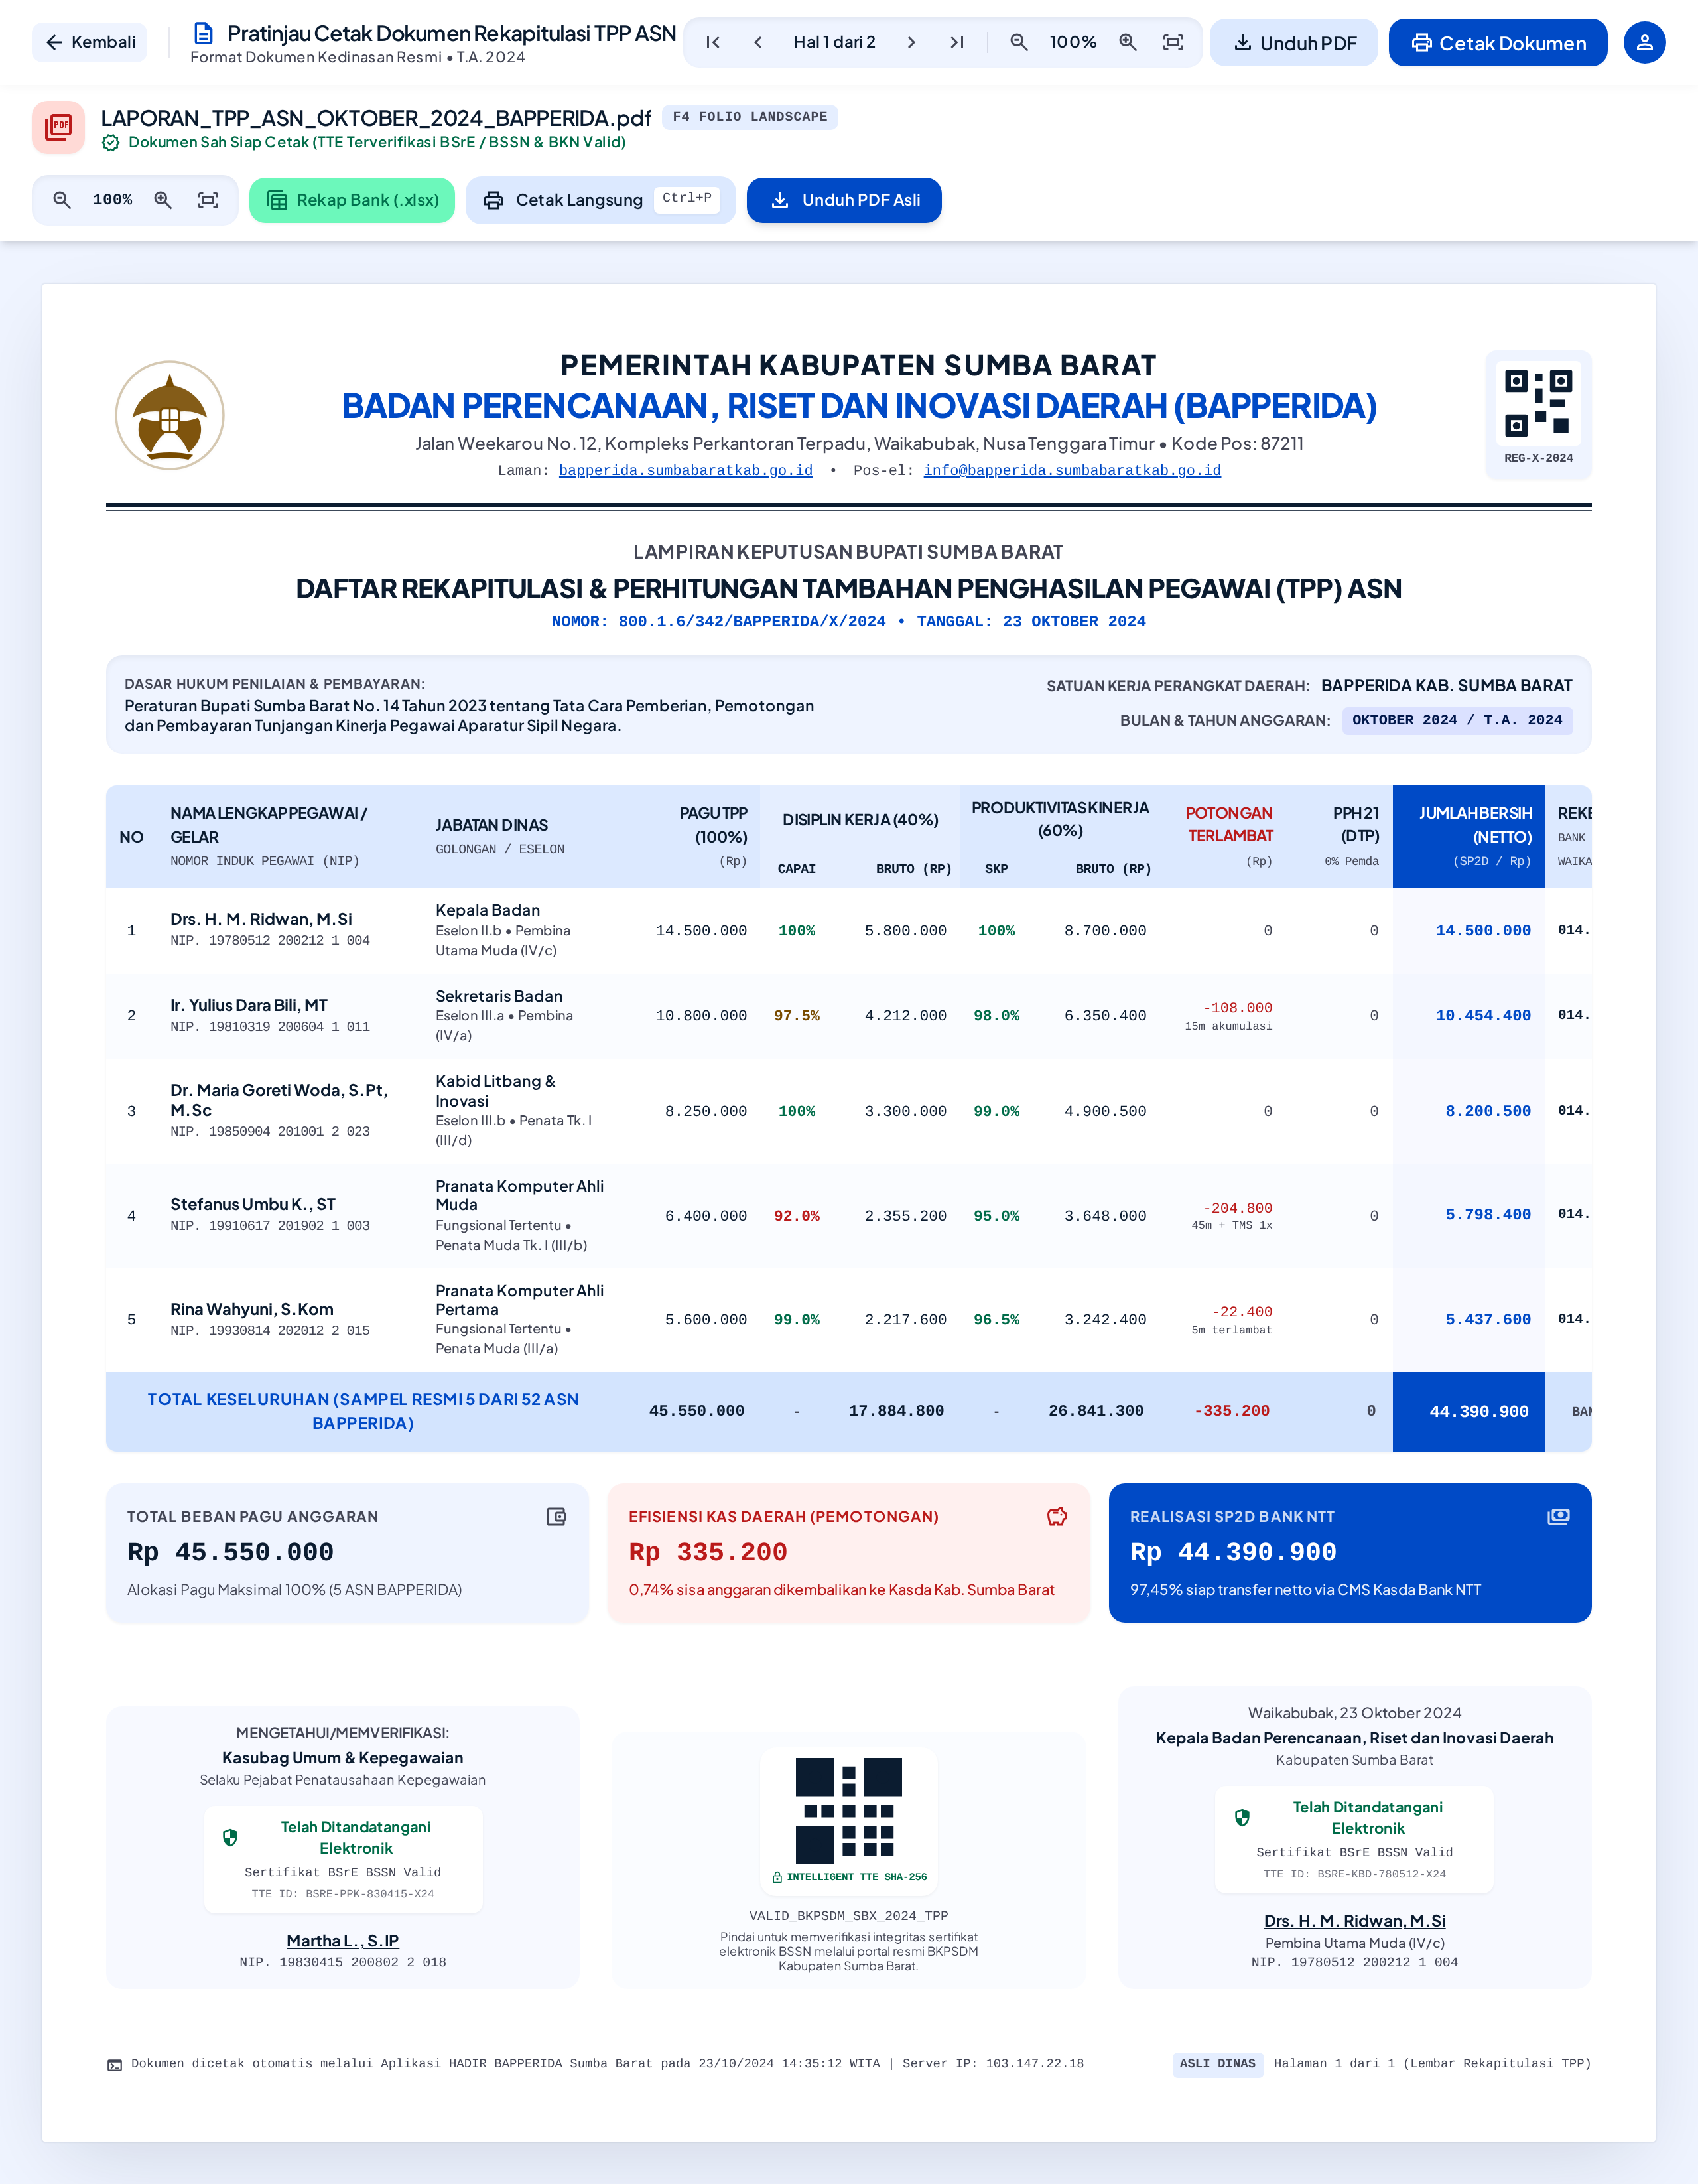 Kembali
Pratinjau Cetak Dokumen Rekapitulasi TPP ASN
Format Dokumen Kedinasan Resmi • T.A. 2024
Hal 1 dari 2
100%
Unduh PDF
Cetak Dokumen
PDF
LAPORAN_TPP_ASN_OKTOBER_2024_BAPPERIDA.pdf
F4 FOLIO LANDSCAPE
Dokumen Sah Siap Cetak (TTE Terverifikasi BSrE / BSSN & BKN Valid)
100%
Rekap Bank (.xlsx)
Cetak Langsung
Ctrl+P
Unduh PDF Asli
PEMERINTAH KABUPATEN SUMBA BARAT
BADAN PERENCANAAN, RISET DAN INOVASI DAERAH (BAPPERIDA)
Jalan Weekarou No. 12, Kompleks Perkantoran Terpadu, Waikabubak, Nusa Tenggara Timur • Kode Pos: 87211
Laman: bapperida.sumbabaratkab.go.id • Pos-el: info@bapperida.sumbabaratkab.go.id
REG-X-2024
LAMPIRAN KEPUTUSAN BUPATI SUMBA BARAT
DAFTAR REKAPITULASI & PERHITUNGAN TAMBAHAN PENGHASILAN PEGAWAI (TPP) ASN
NOMOR: 800.1.6/342/BAPPERIDA/X/2024 • TANGGAL: 23 OKTOBER 2024
DASAR HUKUM PENILAIAN & PEMBAYARAN:
Peraturan Bupati Sumba Barat No. 14 Tahun 2023 tentang Tata Cara Pemberian, Pemotongan
dan Pembayaran Tunjangan Kinerja Pegawai Aparatur Sipil Negara.
SATUAN KERJA PERANGKAT DAERAH: BAPPERIDA KAB. SUMBA BARAT
BULAN & TAHUN ANGGARAN: OKTOBER 2024 / T.A. 2024
NO
NAMA LENGKAP PEGAWAI /
GELAR
NOMOR INDUK PEGAWAI (NIP)
JABATAN DINAS
GOLONGAN / ESELON
PAGU TPP
(100%)
(Rp)
DISIPLIN KERJA (40%)
CAPAI BRUTO (RP)
PRODUKTIVITAS KINERJA
(60%)
SKP BRUTO (RP)
POTONGAN
TERLAMBAT
(Rp)
PPH 21
(DTP)
0% Pemda
JUMLAH BERSIH
(NETTO)
(SP2D / Rp)
REKE
BANK
WAIKA
1
Drs. H. M. Ridwan, M.Si
NIP. 19780512 200212 1 004
Kepala Badan
Eselon II.b • Pembina
Utama Muda (IV/c)
14.500.000 100% 5.800.000 100% 8.700.000 0 0 14.500.000 014.
2
Ir. Yulius Dara Bili, MT
NIP. 19810319 200604 1 011
Sekretaris Badan
Eselon III.a • Pembina
(IV/a)
10.800.000 97.5% 4.212.000 98.0% 6.350.400 -108.000
15m akumulasi
0 10.454.400 014.
3
Dr. Maria Goreti Woda, S.Pt,
M.Sc
NIP. 19850904 201001 2 023
Kabid Litbang &
Inovasi
Eselon III.b • Penata Tk. I
(III/d)
8.250.000 100% 3.300.000 99.0% 4.900.500 0 0 8.200.500 014.
4
Stefanus Umbu K., ST
NIP. 19910617 201902 1 003
Pranata Komputer Ahli
Muda
Fungsional Tertentu •
Penata Muda Tk. I (III/b)
6.400.000 92.0% 2.355.200 95.0% 3.648.000 -204.800
45m + TMS 1x
0 5.798.400 014.
5
Rina Wahyuni, S.Kom
NIP. 19930814 202012 2 015
Pranata Komputer Ahli
Pertama
Fungsional Tertentu •
Penata Muda (III/a)
5.600.000 99.0% 2.217.600 96.5% 3.242.400 -22.400
5m terlambat
0 5.437.600 014.
TOTAL KESELURUHAN (SAMPEL RESMI 5 DARI 52 ASN
BAPPERIDA)
45.550.000 - 17.884.800 - 26.841.300 -335.200 0 44.390.900
TOTAL BEBAN PAGU ANGGARAN
Rp 45.550.000
Alokasi Pagu Maksimal 100% (5 ASN BAPPERIDA)
EFISIENSI KAS DAERAH (PEMOTONGAN)
Rp 335.200
0,74% sisa anggaran dikembalikan ke Kasda Kab. Sumba Barat
REALISASI SP2D BANK NTT
Rp 44.390.900
97,45% siap transfer netto via CMS Kasda Bank NTT
MENGETAHUI/MEMVERIFIKASI:
Kasubag Umum & Kepegawaian
Selaku Pejabat Penatausahaan Kepegawaian
Telah Ditandatangani
Elektronik
Sertifikat BSrE BSSN Valid
TTE ID: BSRE-PPK-830415-X24
Martha L., S.IP
NIP. 19830415 200802 2 018
INTELLIGENT TTE SHA-256
VALID_BKPSDM_SBX_2024_TPP
Pindai untuk memverifikasi integritas sertifikat
elektronik BSSN melalui portal resmi BKPSDM
Kabupaten Sumba Barat.
Waikabubak, 23 Oktober 2024
Kepala Badan Perencanaan, Riset dan Inovasi Daerah
Kabupaten Sumba Barat
Telah Ditandatangani
Elektronik
Sertifikat BSrE BSSN Valid
TTE ID: BSRE-KBD-780512-X24
Drs. H. M. Ridwan, M.Si
Pembina Utama Muda (IV/c)
NIP. 19780512 200212 1 004
Dokumen dicetak otomatis melalui Aplikasi HADIR BAPPERIDA Sumba Barat pada 23/10/2024 14:35:12 WITA | Server IP: 103.147.22.18
ASLI DINAS
Halaman 1 dari 1 (Lembar Rekapitulasi TPP)